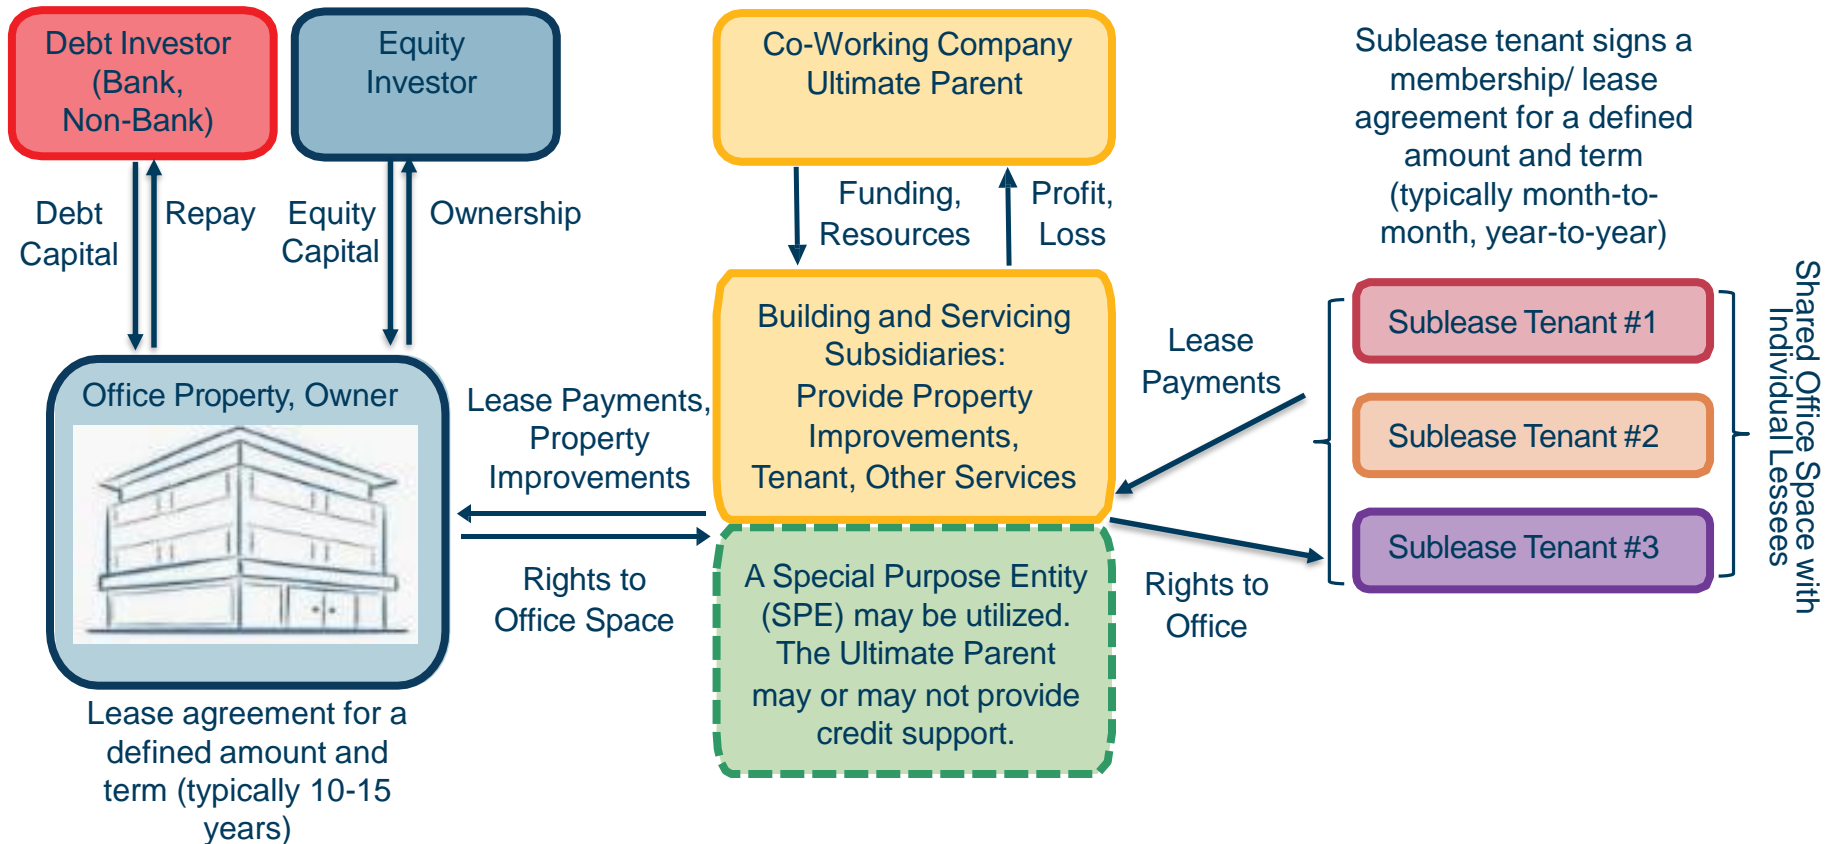 Debt Investor
(Bank,
Non-Bank)
Equity
Investor
Co-Working Company
Ultimate Parent
Sublease tenant signs a
membership/ lease
agreement for a defined
amount and term
(typically month-to-
month, year-to-year)
Debt
Capital
Repay
Equity
Capital
Ownership
Funding,
Resources
Profit,
Loss
Office Property, Owner
Lease Payments,
Property
Improvements
Rights to
Office Space
Building and Servicing
Subsidiaries:
Provide Property
Improvements,
Tenant, Other Services
A Special Purpose Entity
(SPE) may be utilized.
The Ultimate Parent
may or may not provide
credit support.
Lease
Payments
Rights to
Office
Sublease Tenant #1
Sublease Tenant #2
Sublease Tenant #3
Shared Office Space with
Individual Lessees
Lease agreement for a
defined amount and
term (typically 10-15
years)